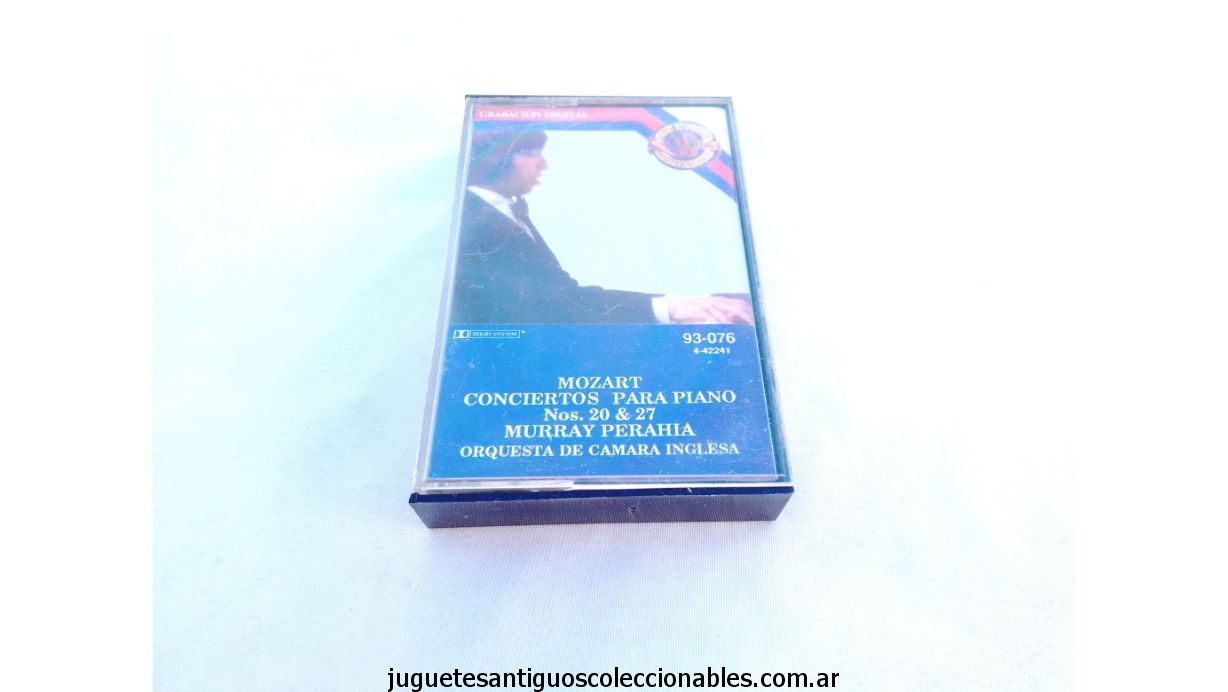 GRABACION DIGITAL
DOLBY SYSTEM
93-076
4-42241
MOZART
CONCIERTOS PARA PIANO
Nos. 20 & 27
MURRAY PERAHIA
ORQUESTA DE CAMARA INGLESA
juguetesantiguoscoleccionables.com.ar